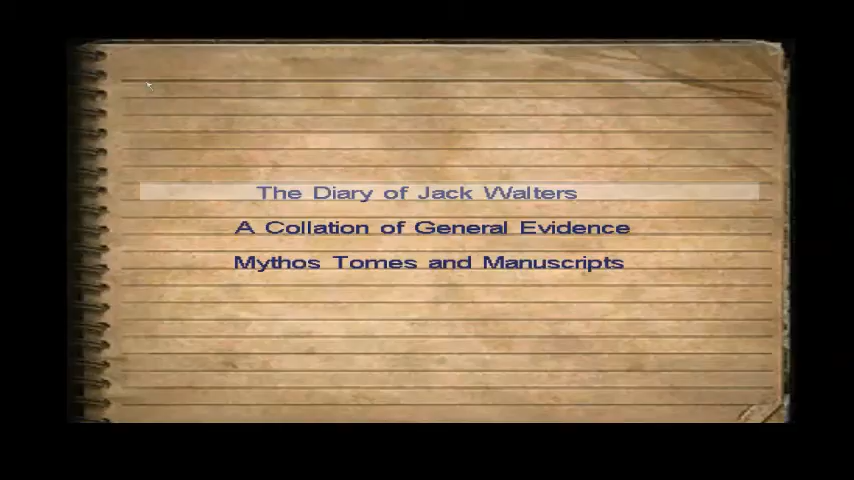 The Diary of Jack Walters
A Collation of General Evidence
Mythos Tomes and Manuscripts